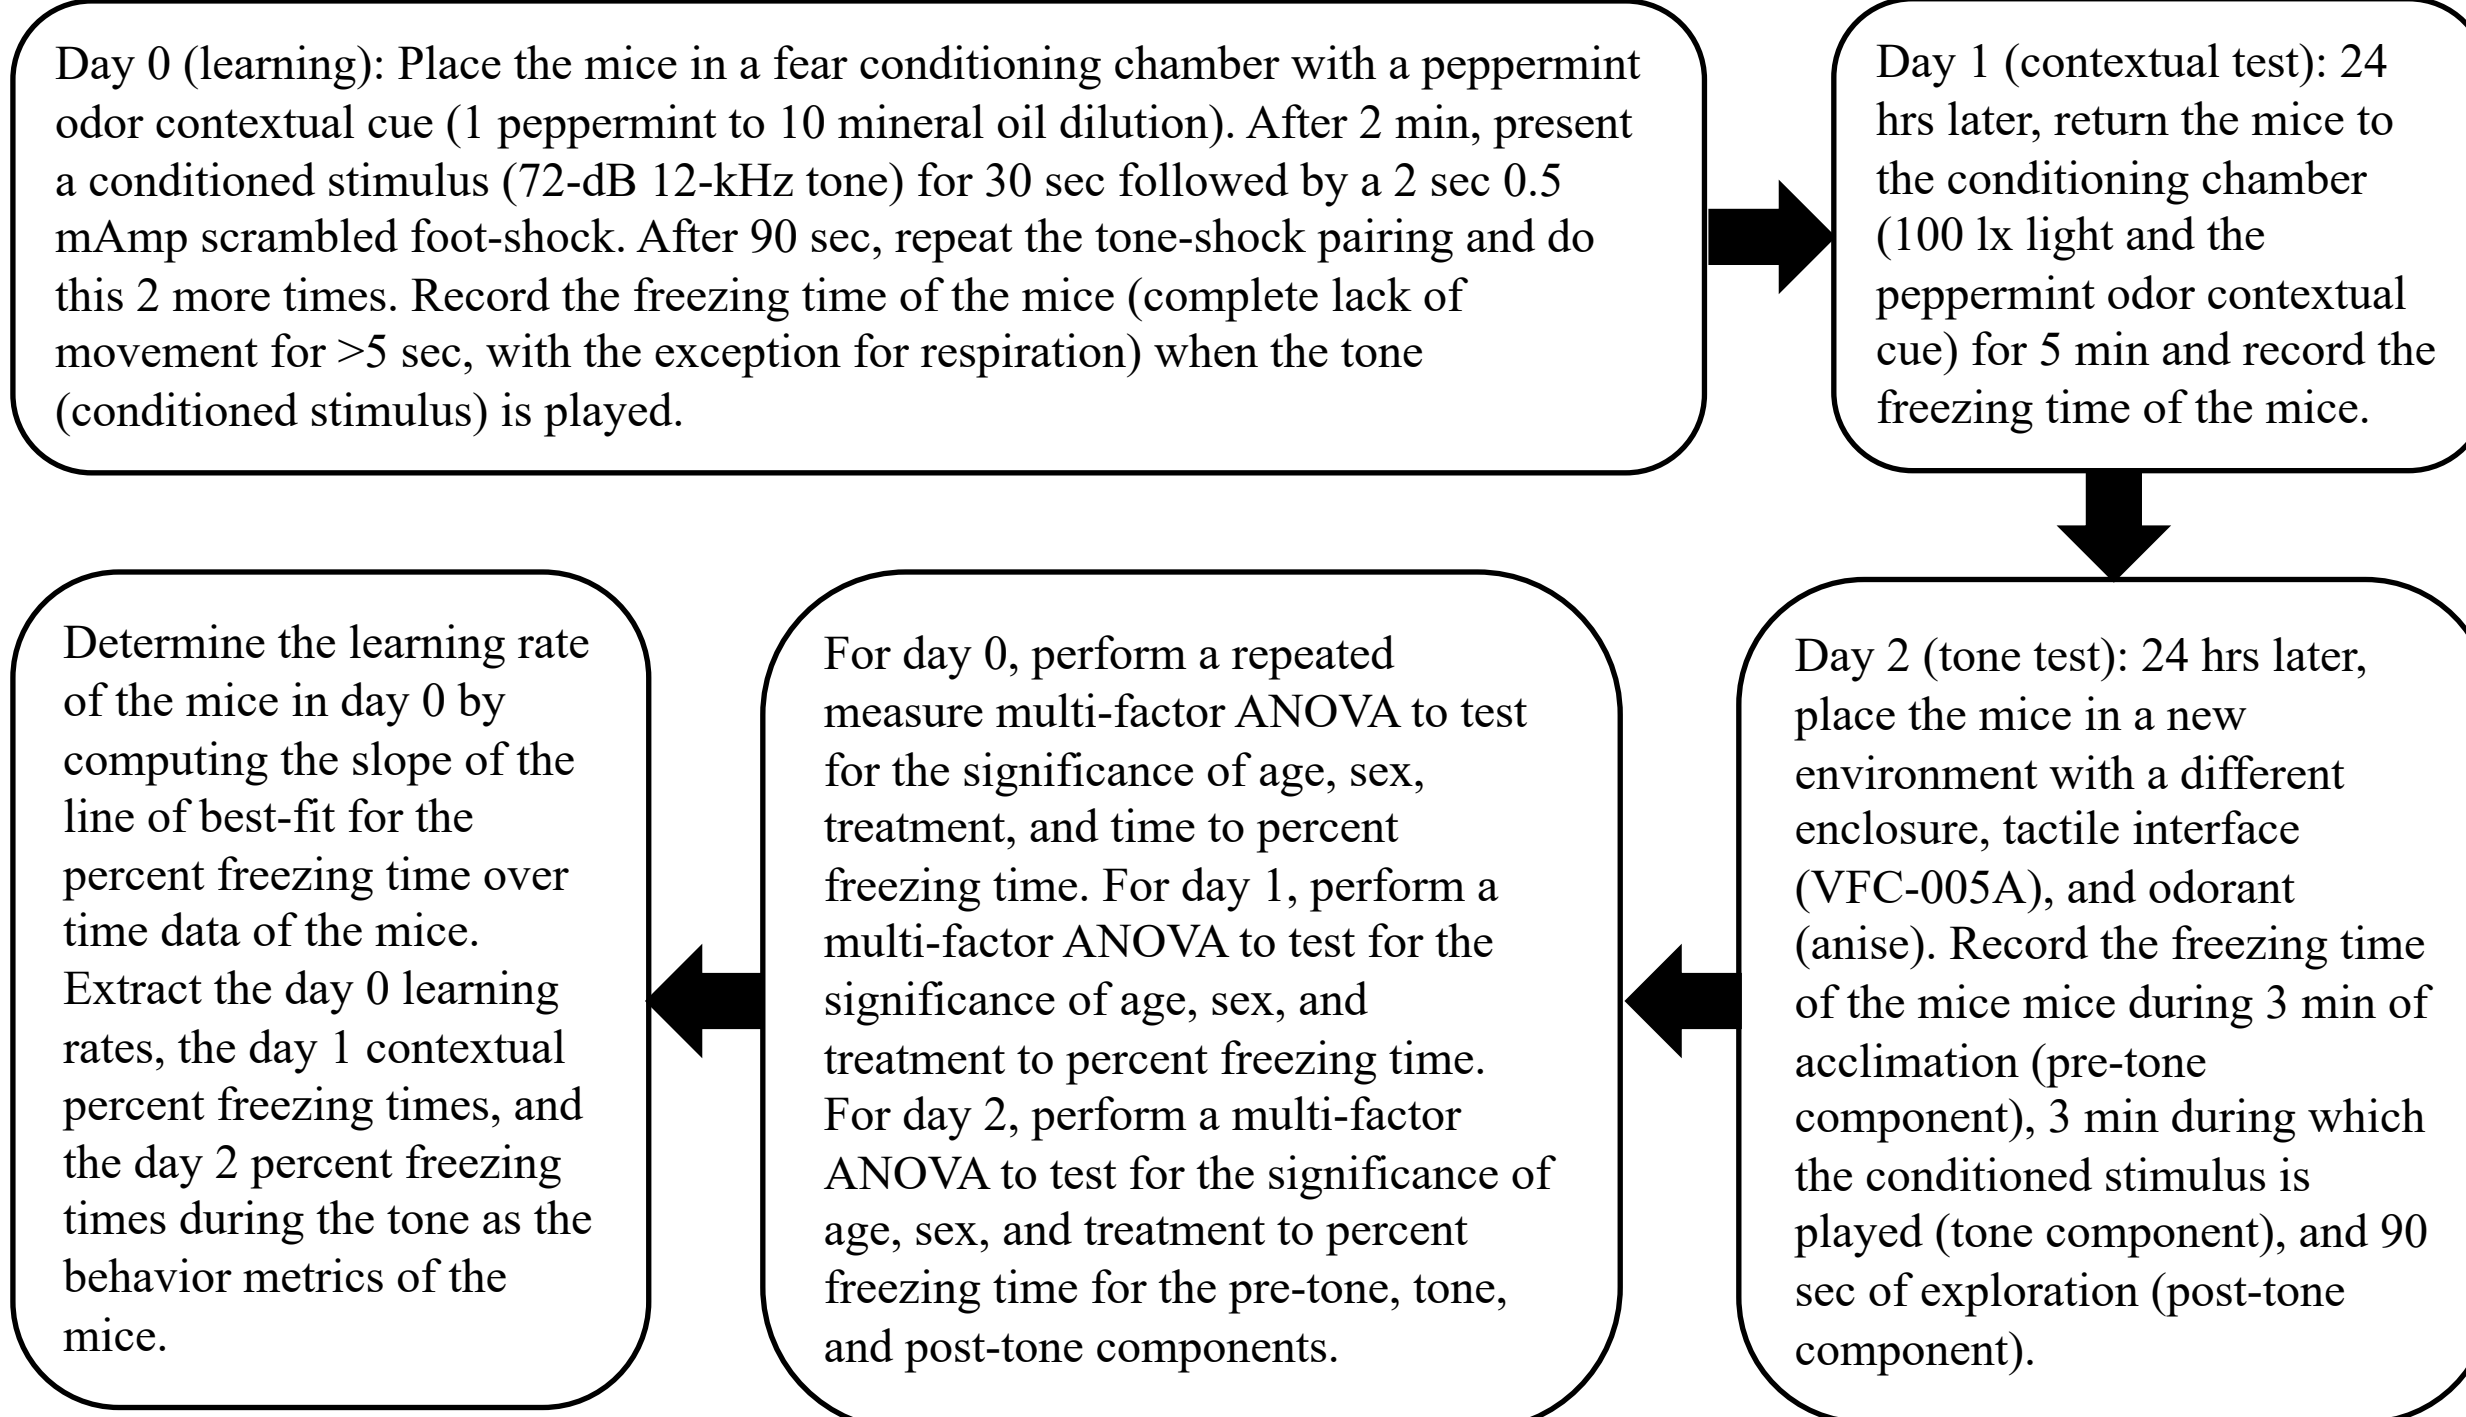 Day 0 (learning): Place the mice in a fear conditioning chamber with a peppermint
odor contextual cue (1 peppermint to 10 mineral oil dilution). After 2 min, present
a conditioned stimulus (72-dB 12-kHz tone) for 30 sec followed by a 2 sec 0.5
mAmp scrambled foot-shock. After 90 sec, repeat the tone-shock pairing and do
this 2 more times. Record the freezing time of the mice (complete lack of
movement for >5 sec, with the exception for respiration) when the tone
(conditioned stimulus) is played.
Day 1 (contextual test): 24
hrs later, return the mice to
the conditioning chamber
(100 lx light and the
peppermint odor contextual
cue) for 5 min and record the
freezing time of the mice.
Day 2 (tone test): 24 hrs later,
place the mice in a new
environment with a different
enclosure, tactile interface
(VFC-005A), and odorant
(anise). Record the freezing time
of the mice mice during 3 min of
acclimation (pre-tone
component), 3 min during which
the conditioned stimulus is
played (tone component), and 90
sec of exploration (post-tone
component).
For day 0, perform a repeated
measure multi-factor ANOVA to test
for the significance of age, sex,
treatment, and time to percent
freezing time. For day 1, perform a
multi-factor ANOVA to test for the
significance of age, sex, and
treatment to percent freezing time.
For day 2, perform a multi-factor
ANOVA to test for the significance of
age, sex, and treatment to percent
freezing time for the pre-tone, tone,
and post-tone components.
Determine the learning rate
of the mice in day 0 by
computing the slope of the
line of best-fit for the
percent freezing time over
time data of the mice.
Extract the day 0 learning
rates, the day 1 contextual
percent freezing times, and
the day 2 percent freezing
times during the tone as the
behavior metrics of the
mice.